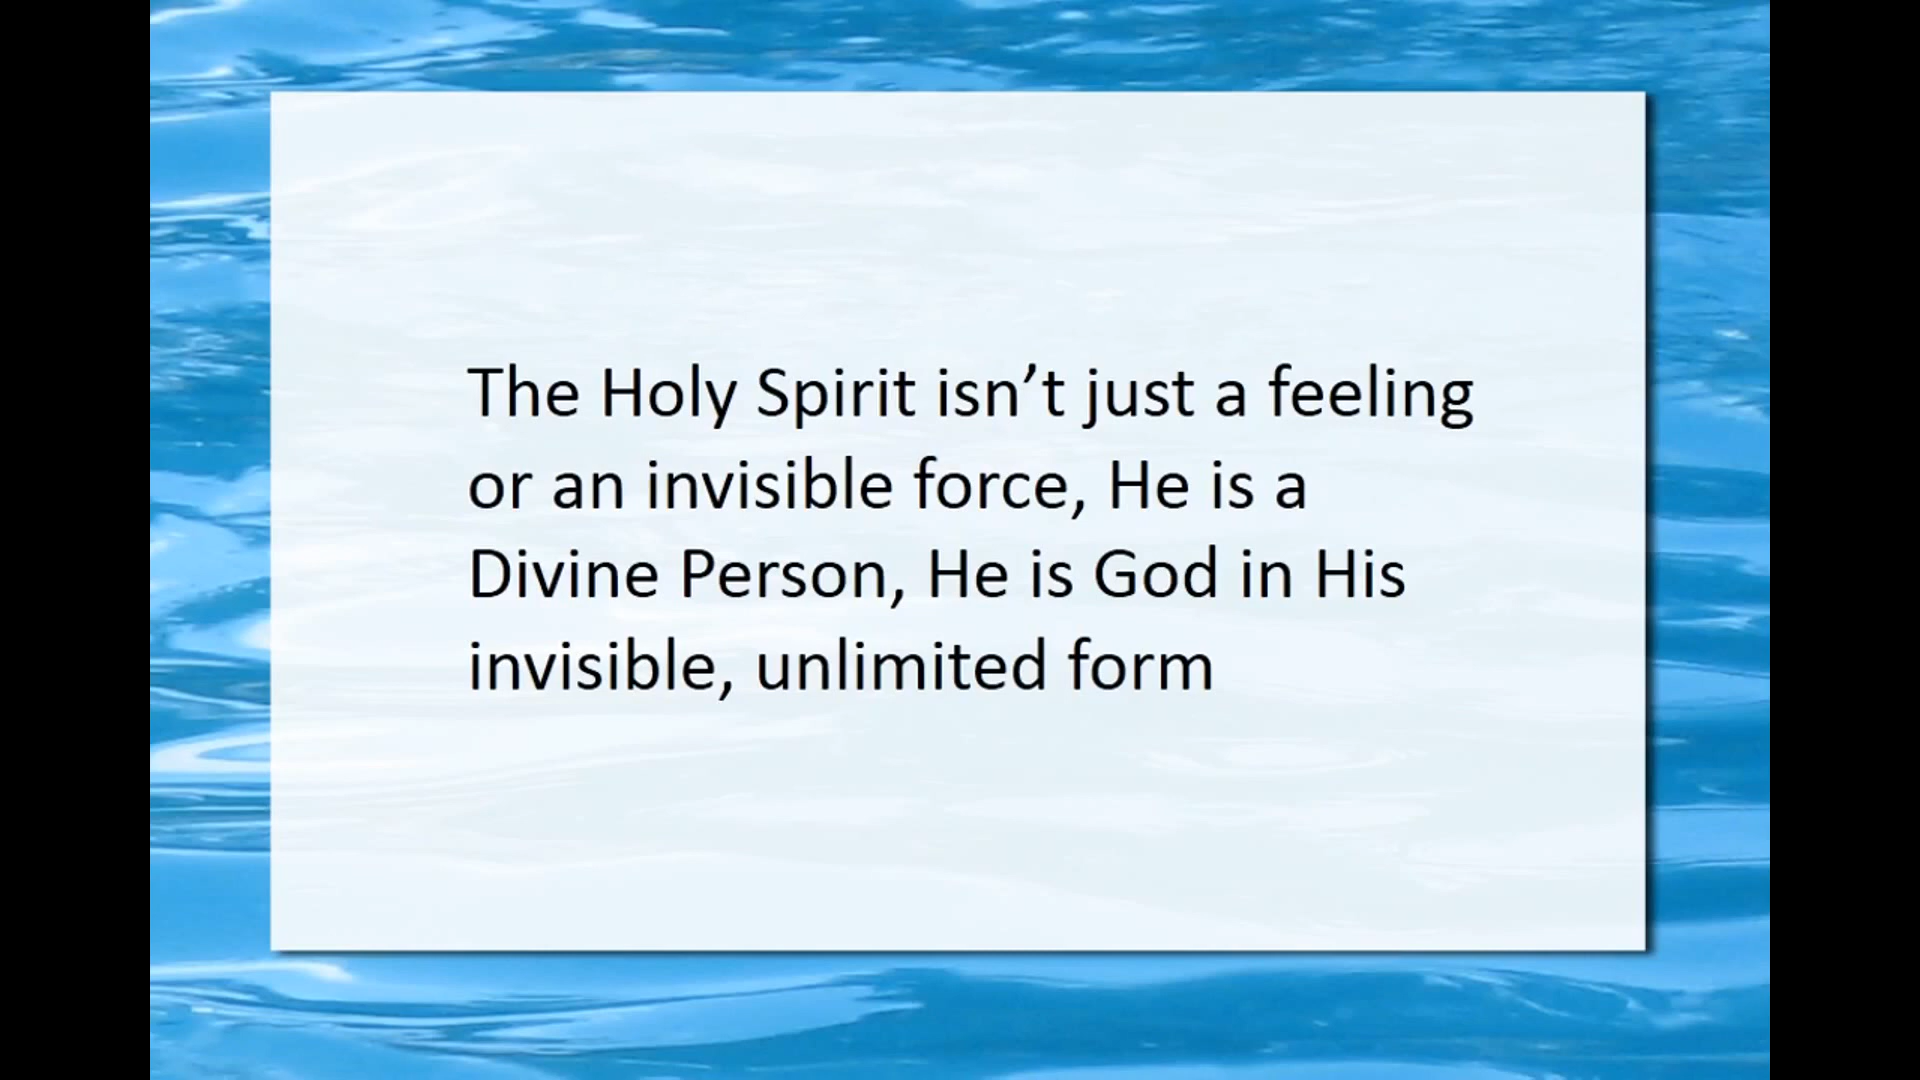 The Holy Spirit isn’t just a feeling
or an invisible force, He is a
Divine Person, He is God in His
invisible, unlimited form